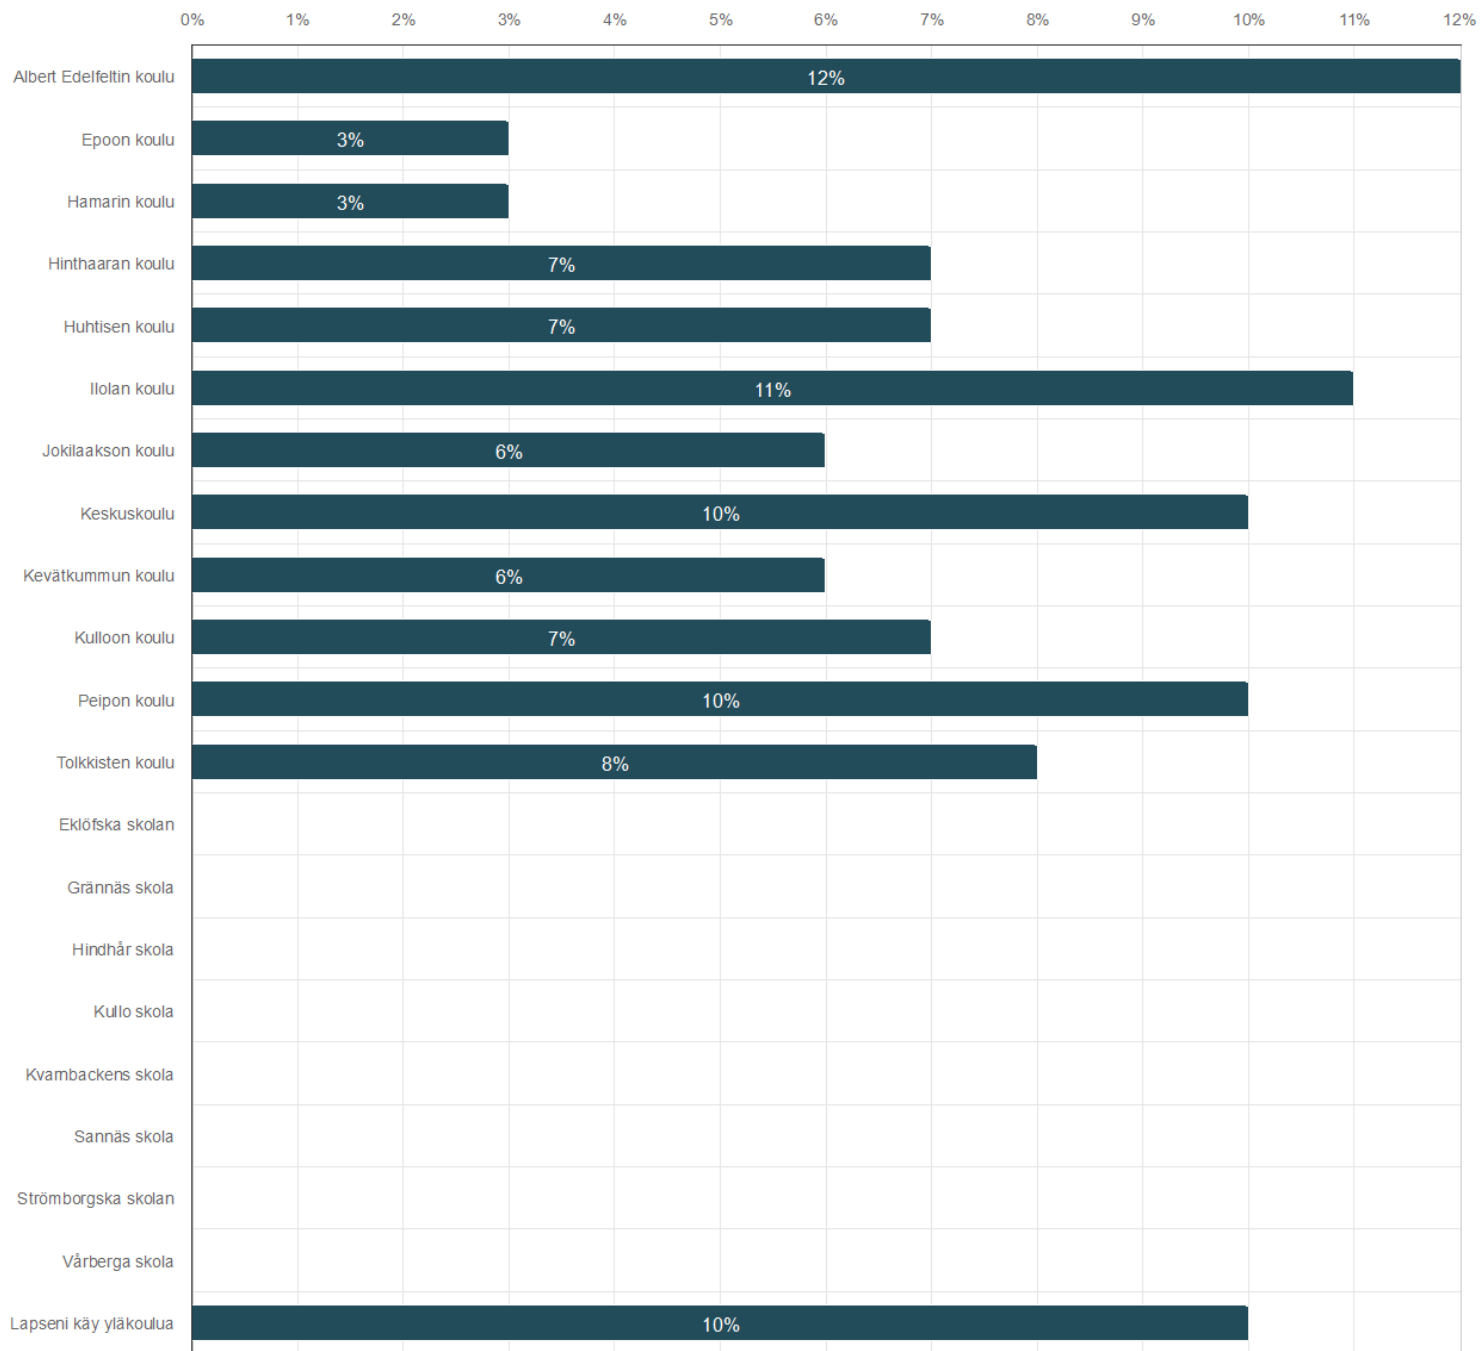 0% 1% 2% 3% 4% 5% 6% 7% 8% 9% 10% 11% 12%
Albert Edelfeltin koulu 12%
Epoon koulu 3%
Hamarin koulu 3%
Hinthaaran koulu 7%
Huhtisen koulu 7%
Ilolan koulu 11%
Jokilaakson koulu 6%
Keskuskoulu 10%
Kevätkummun koulu 6%
Kulloon koulu 7%
Peipon koulu 10%
Tolkkisten koulu 8%
Eklöfska skolan
Grännäs skola
Hindhår skola
Kullo skola
Kvarnbackens skola
Sannäs skola
Strömborgska skolan
Vårberga skola
Lapseni käy yläkoulua 10%